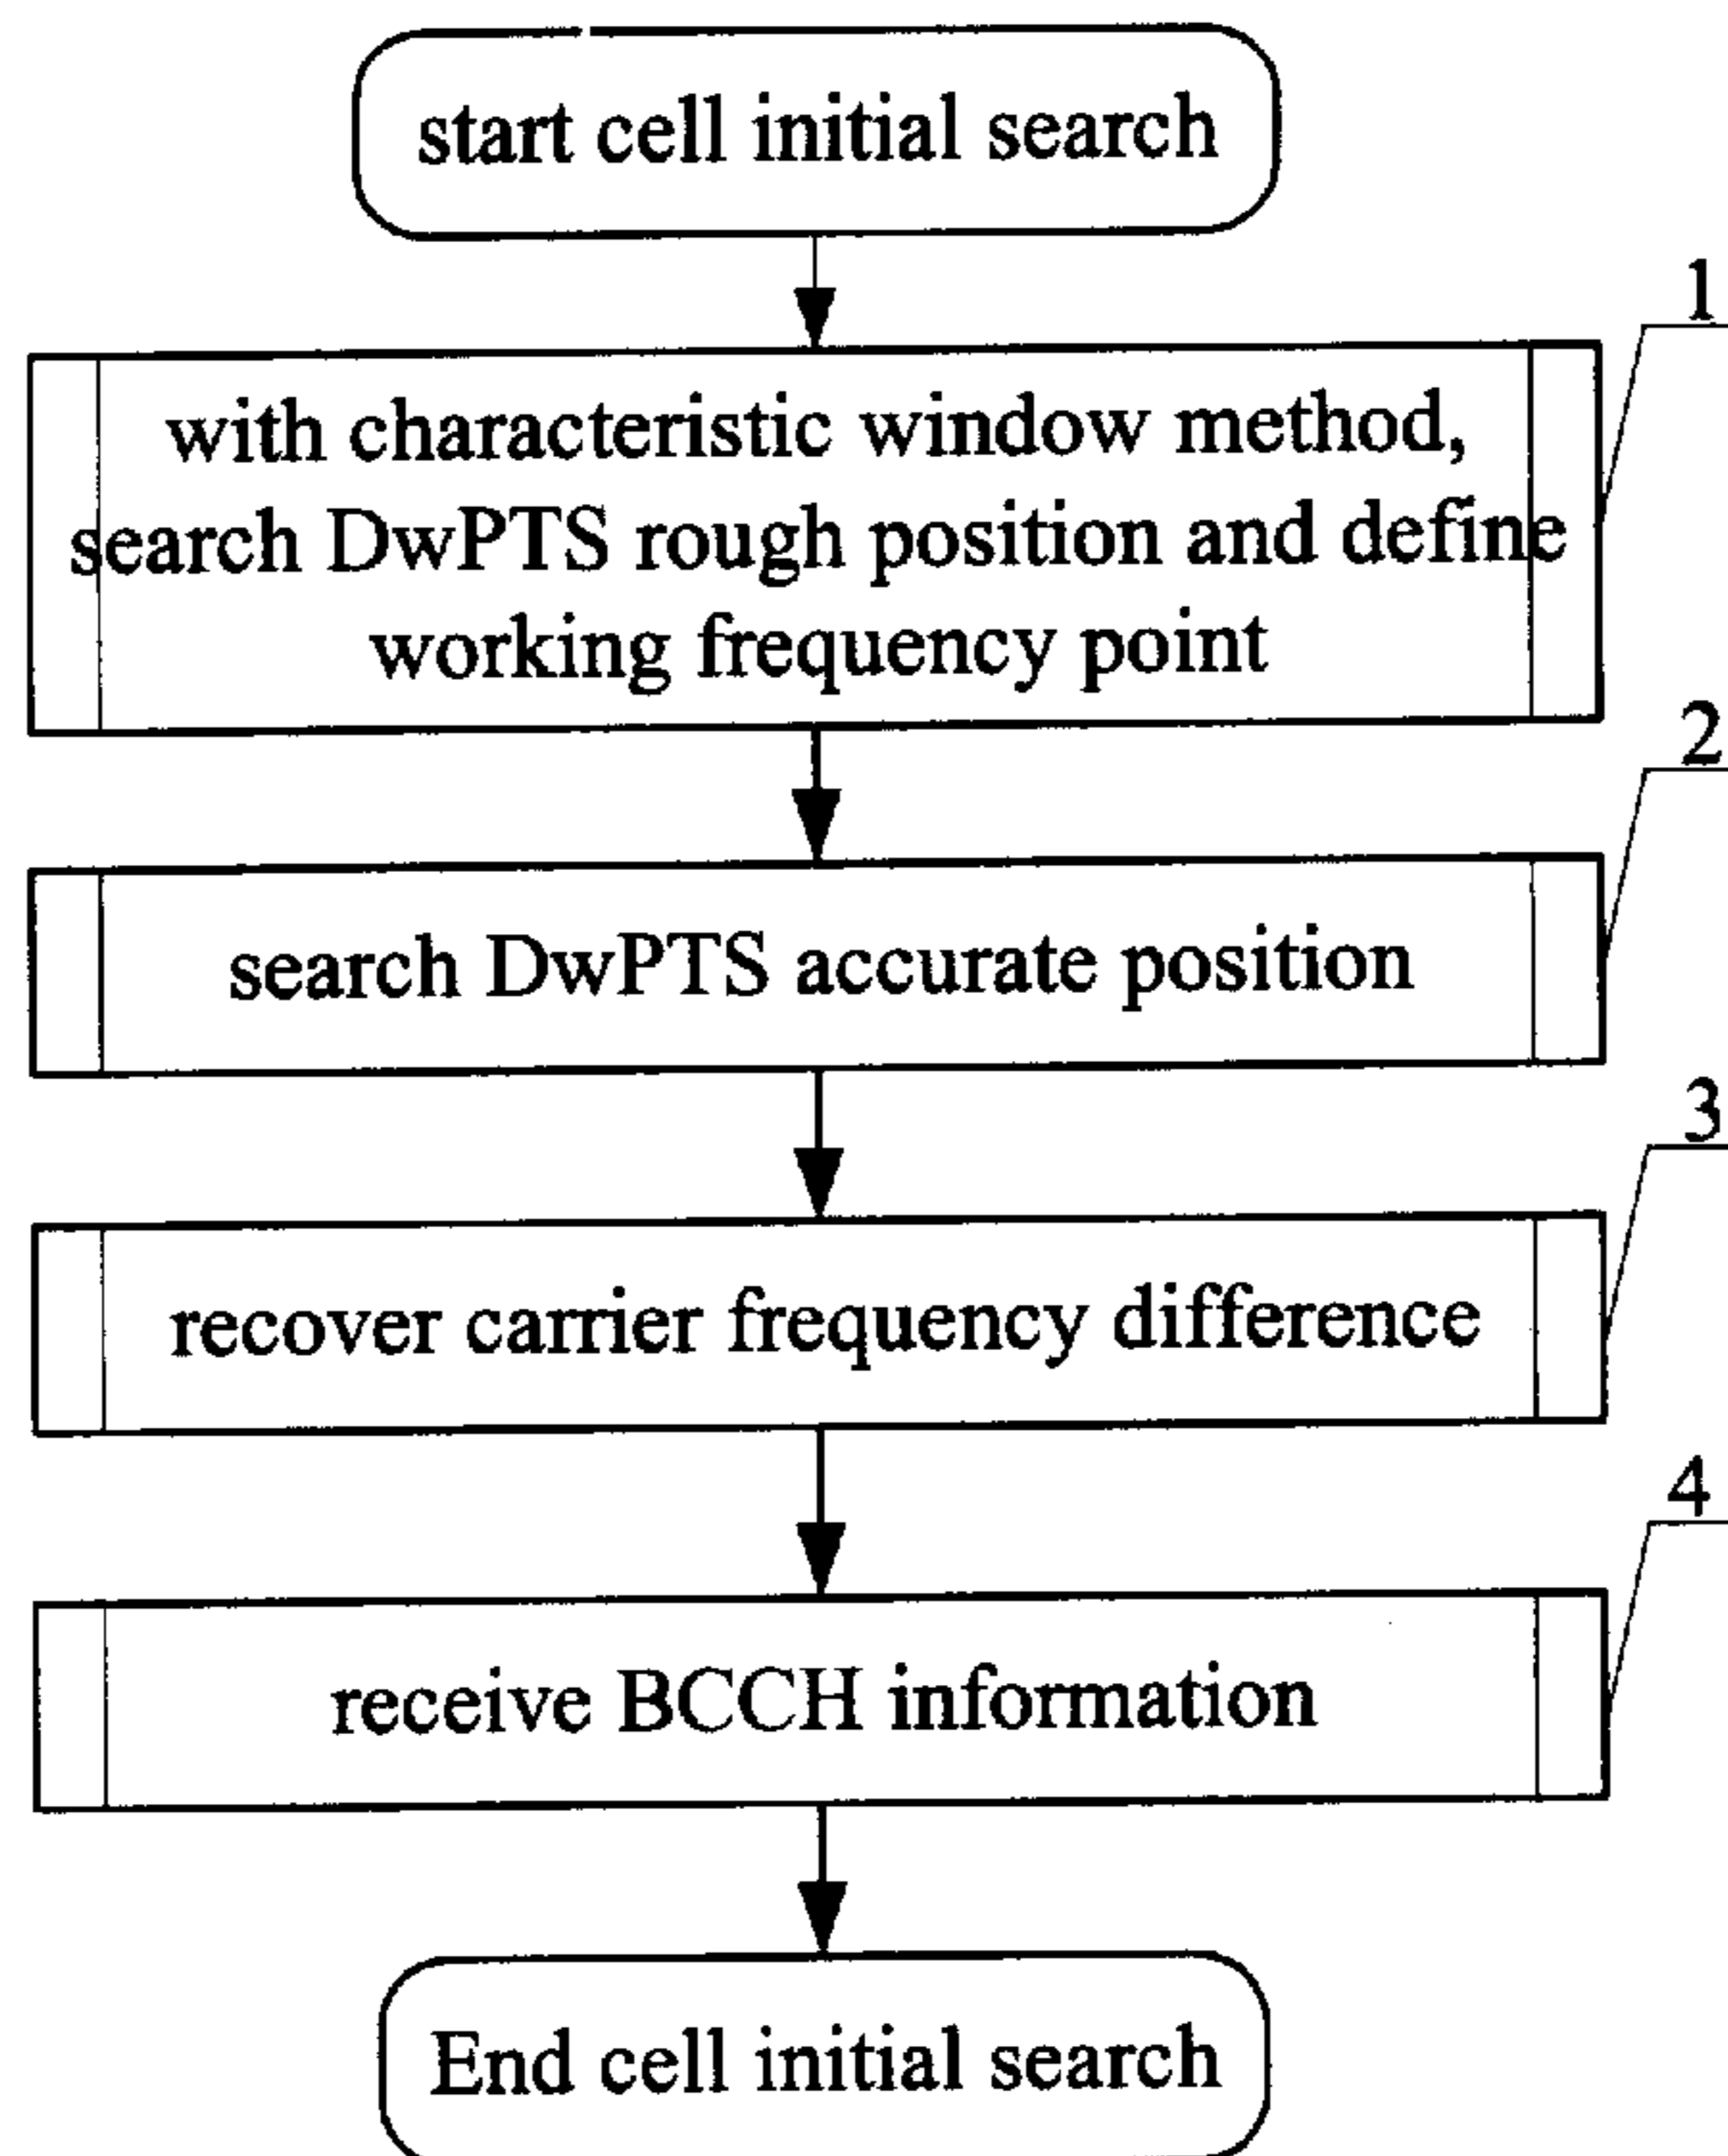 start cell initial search
1
with characteristic window method,
search DwPTS rough position and define
working frequency point
2
search DwPTS accurate position
3
recover carrier frequency difference
4
receive BCCH information
End cell initial search